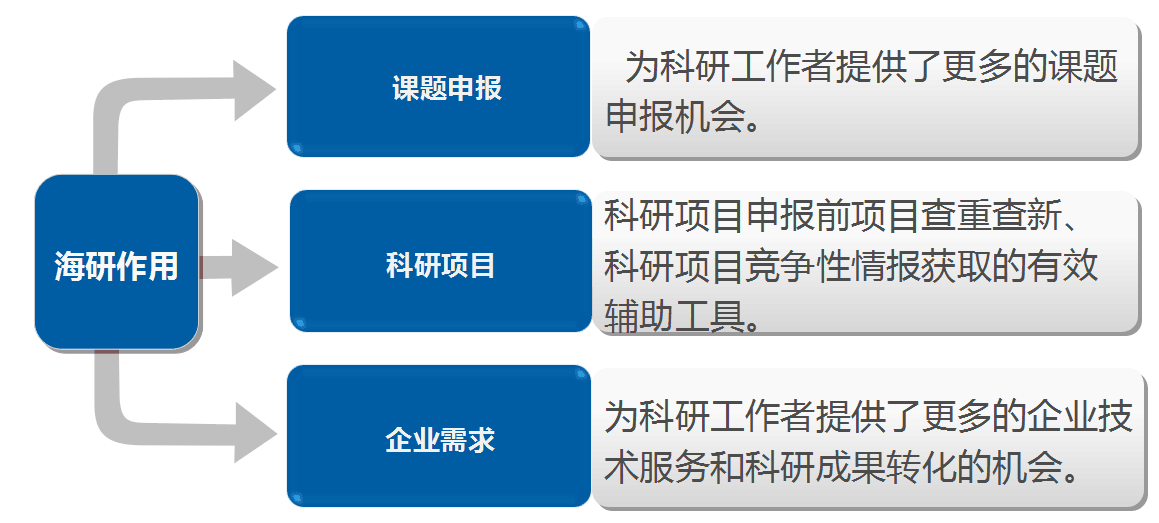 海研作用
课题申报
为科研工作者提供了更多的课题
申报机会。
科研项目
科研项目申报前项目查重查新、
科研项目竞争性情报获取的有效
辅助工具。
企业需求
为科研工作者提供了更多的企业技
术服务和科研成果转化的机会。